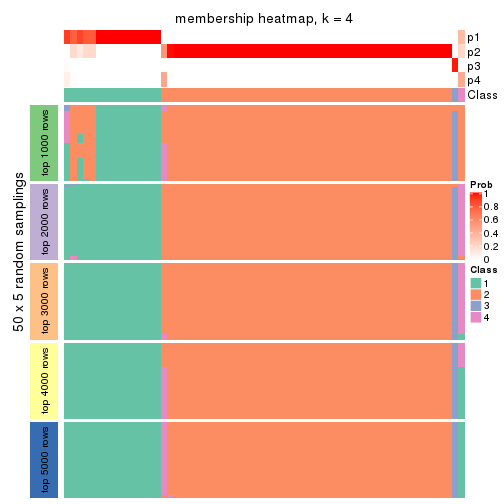 membership heatmap, k = 4
p1
p2
p3
p4
Class
50 x 5 random samplings
top 1000 rows
top 2000 rows
top 3000 rows
top 4000 rows
top 5000 rows
Prob
1
0.8
0.6
0.4
0.2
0
Class
1
2
3
4